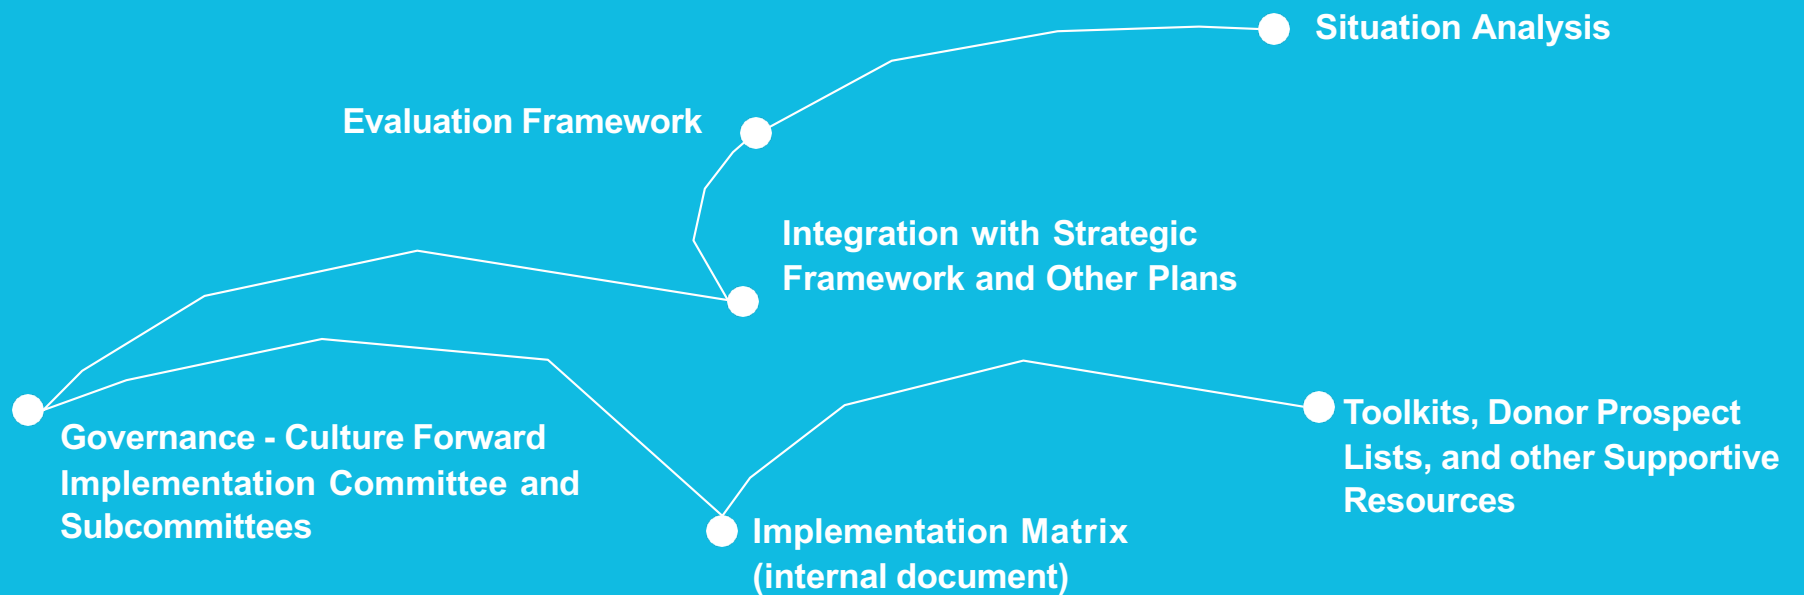 Situation Analysis
Evaluation Framework
Integration with Strategic
Framework and Other Plans
Governance - Culture Forward
Implementation Committee and
Subcommittees
Implementation Matrix
(internal document)
Toolkits, Donor Prospect
Lists, and other Supportive
Resources